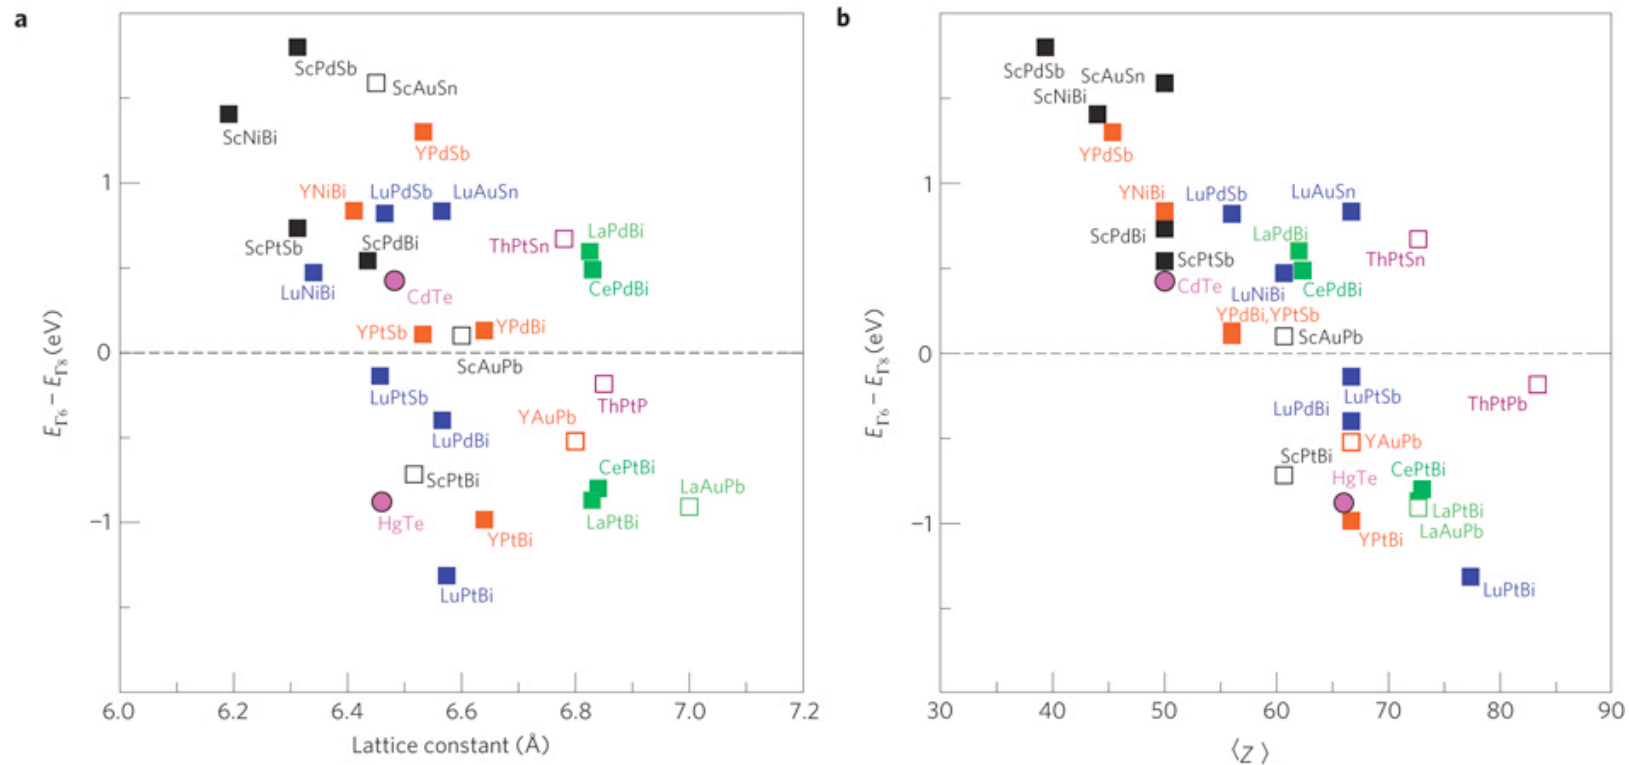 a
ScPdSb
ScAuSn
ScNiBi
YPdSb
1
YNiBi
LuPdSb
LuAuSn
LaPdBi
ScPtSb
ScPdBi
ThPtSn
LuNiBi
CdTe
CePdBi
YPtSb
YPdBi
0
ScAuPb
LuPtSb
ThPtP
YAuPb
LuPdBi
CePtBi
ScPtBi
LaAuPb
HgTe
LaPtBi
−1
YPtBi
LuPtBi
E_Γ6 − E_Γ8 (eV)
6.0 6.2 6.4 6.6 6.8 7.0 7.2
Lattice constant (Å)
b
ScPdSb
ScAuSn
ScNiBi
YPdSb
1
YNiBi
LuPdSb
LuAuSn
ScPdBi
LaPdBi
ScPtSb
ThPtSn
CdTe
LuNiBi
CePdBi
YPdBi,YPtSb
ScAuPb
0
LuPtSb
LuPdBi
ThPtPb
YAuPb
ScPtBi
CePtBi
HgTe
LaPtBi
−1
LaAuPb
YPtBi
LuPtBi
E_Γ6 − E_Γ8 (eV)
30 40 50 60 70 80 90
⟨Z⟩